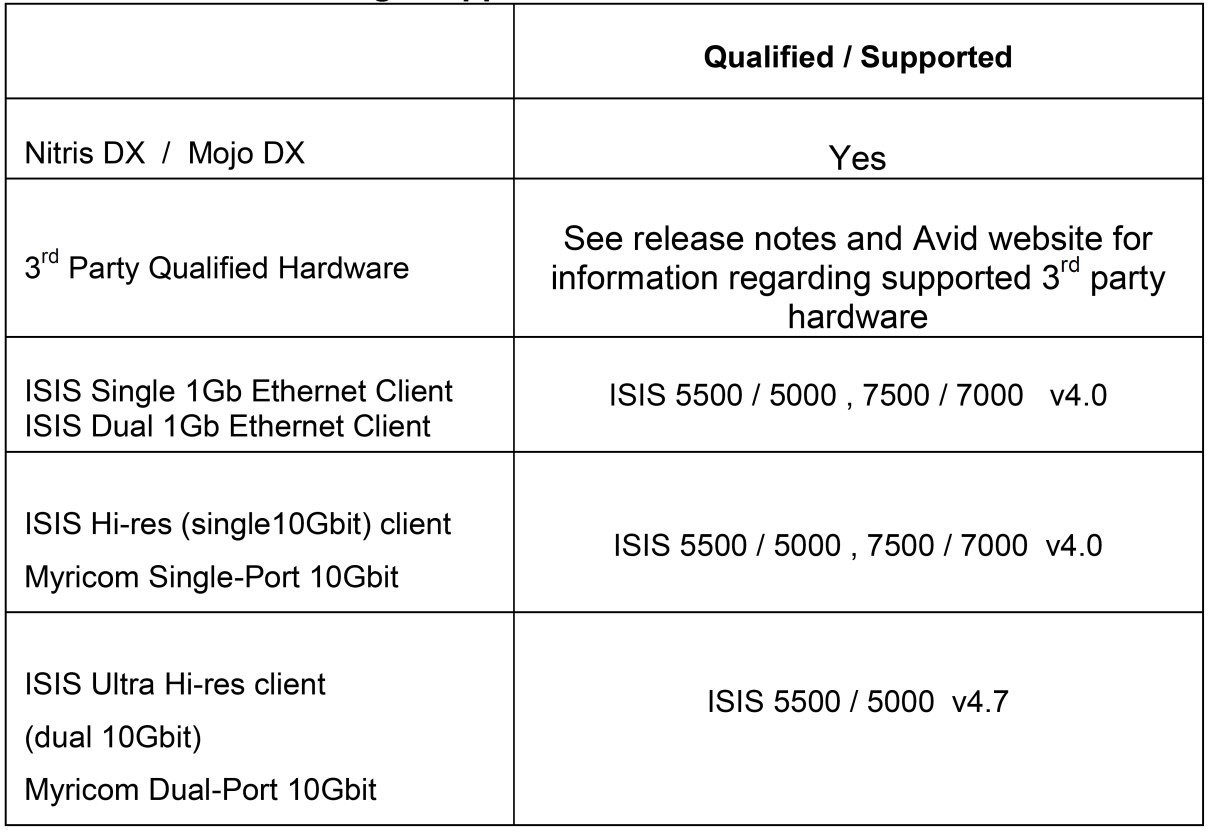 Qualified / Supported
Nitris DX / Mojo DX
Yes
3rd Party Qualified Hardware
See release notes and Avid website for
information regarding supported 3rd party
hardware
ISIS Single 1Gb Ethernet Client
ISIS Dual 1Gb Ethernet Client
ISIS 5500 / 5000 , 7500 / 7000 v4.0
ISIS Hi-res (single10Gbit) client
Myricom Single-Port 10Gbit
ISIS 5500 / 5000 , 7500 / 7000 v4.0
ISIS Ultra Hi-res client
(dual 10Gbit)
Myricom Dual-Port 10Gbit
ISIS 5500 / 5000 v4.7